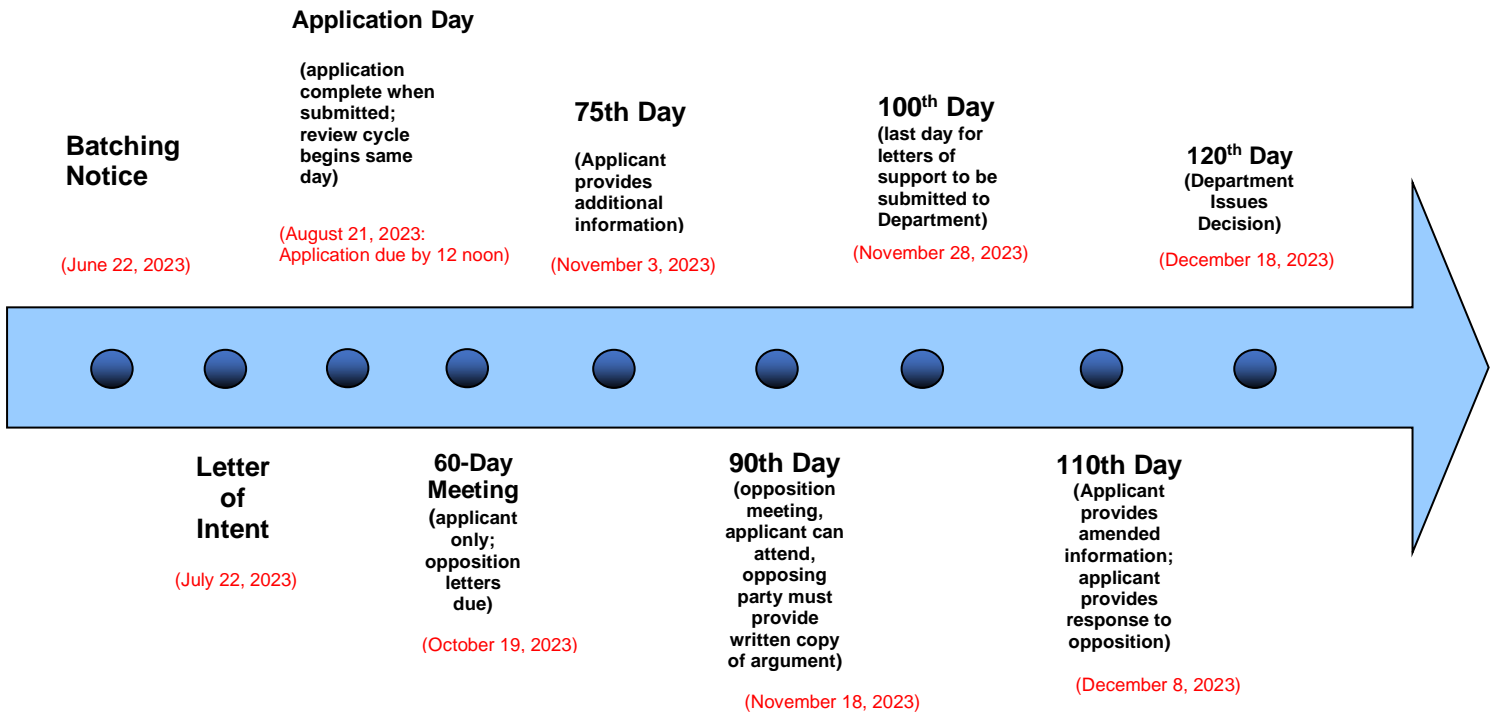 Batching
Notice
(June 22, 2023)
Letter
of
Intent
(July 22, 2023)
Application Day
(application
complete when
submitted;
review cycle
begins same
day)
(August 21, 2023:
Application due by 12 noon)
60-Day
Meeting
(applicant
only;
opposition
letters
due)
(October 19, 2023)
75th Day
(Applicant
provides
additional
information)
(November 3, 2023)
90th Day
(opposition
meeting,
applicant can
attend,
opposing
party must
provide
written copy
of argument)
(November 18, 2023)
100th Day
(last day for
letters of
support to be
submitted to
Department)
(November 28, 2023)
110th Day
(Applicant
provides
amended
information;
applicant
provides
response to
opposition)
(December 8, 2023)
120th Day
(Department
Issues
Decision)
(December 18, 2023)